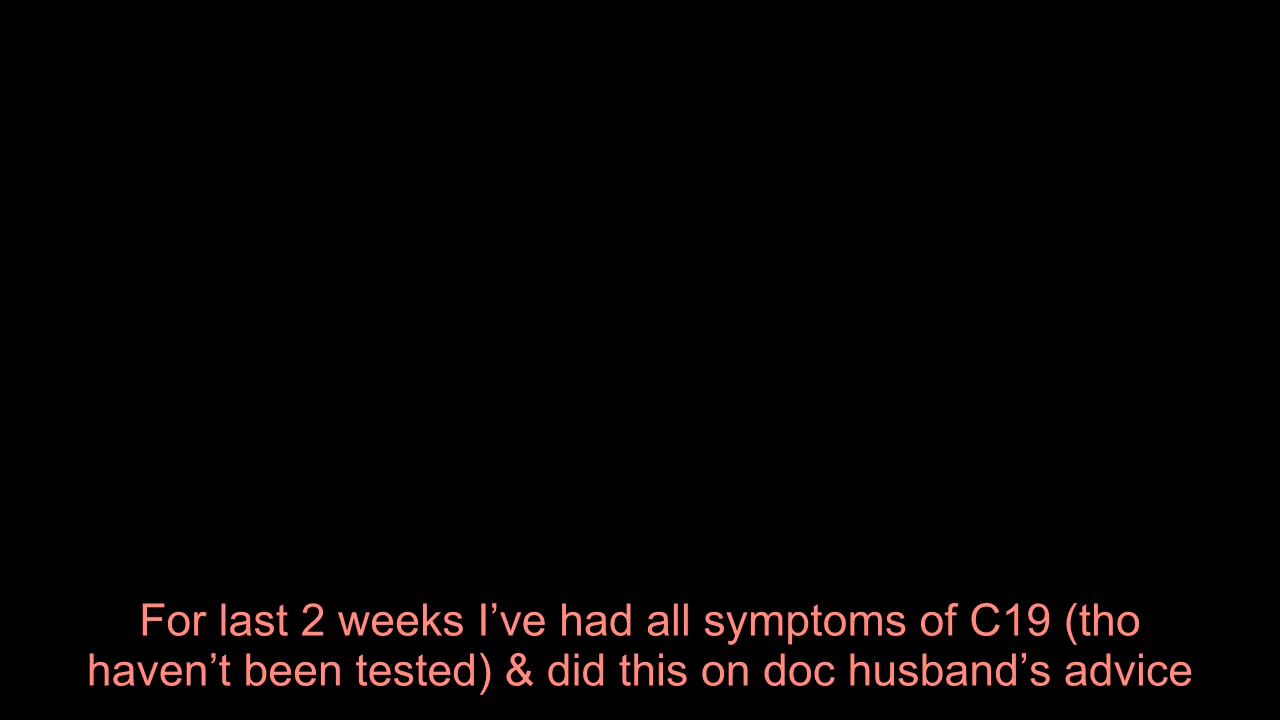 For last 2 weeks I’ve had all symptoms of C19 (tho
haven’t been tested) & did this on doc husband’s advice